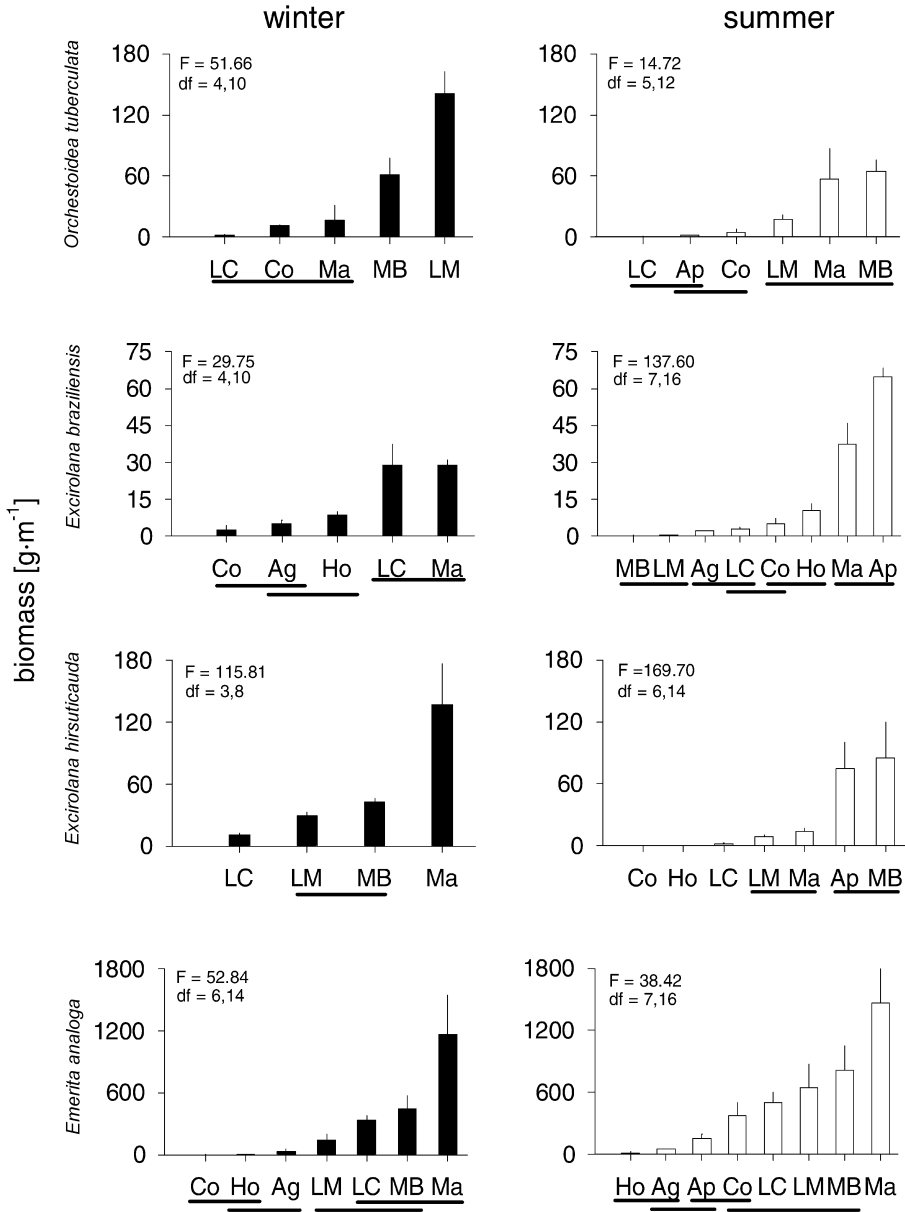 winter
summer
Orchestoidea tuberculata
180
120
60
0
F = 51.66
df = 4,10
LC Co Ma MB LM
180
120
60
0
F = 14.72
df = 5,12
LC Ap Co LM Ma MB
biomass [g·m-1]
Excirolana braziliensis
75
60
45
30
15
0
F = 29.75
df = 4,10
Co Ag Ho LC Ma
75
60
45
30
15
0
F = 137.60
df = 7,16
MB LM Ag LC Co Ho Ma Ap
Excirolana hirsuticauda
180
120
60
0
F = 115.81
df = 3,8
LC LM MB Ma
180
120
60
0
F =169.70
df = 6,14
Co Ho LC LM Ma Ap MB
Emerita analoga
1800
1200
600
0
F = 52.84
df = 6,14
Co Ho Ag LM LC MB Ma
1800
1200
600
0
F = 38.42
df = 7,16
Ho Ag Ap Co LC LM MB Ma